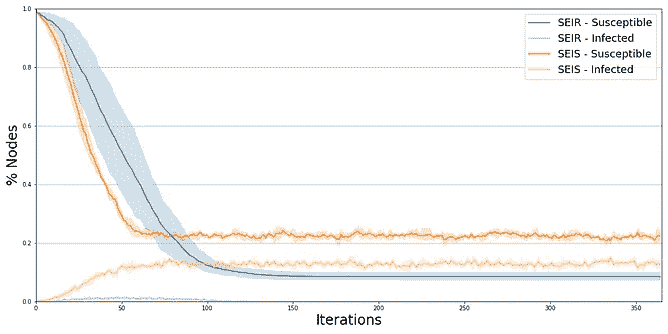 1.0
0.8
0.6
0.4
0.2
0.0
% Nodes
0
50
100
150
200
250
300
350
Iterations
SEIR - Susceptible
SEIR - Infected
SEIS - Susceptible
SEIS - Infected